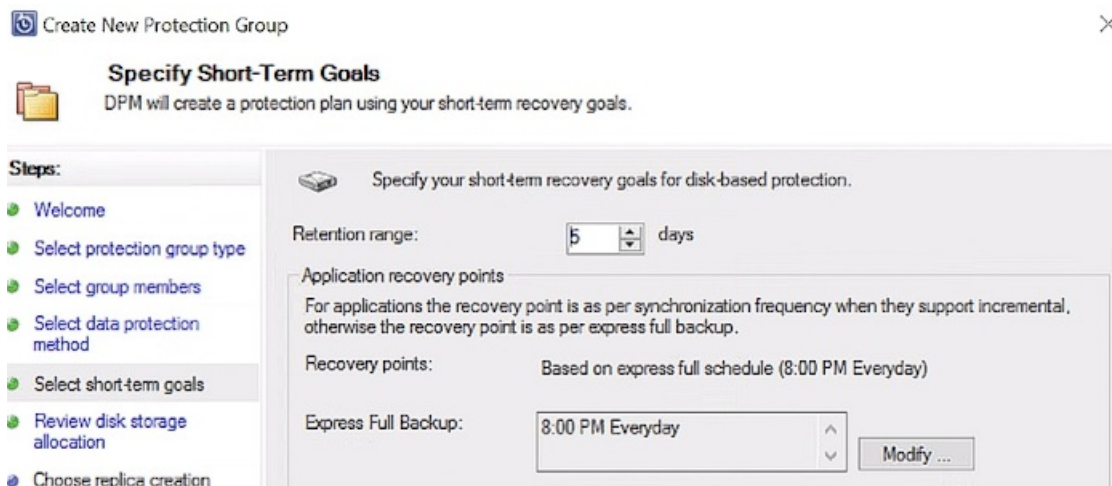 Create New Protection Group
Specify Short-Term Goals
DPM will create a protection plan using your short-term recovery goals.
Steps:
Welcome
Select protection group type
Select group members
Select data protection
method
Select short-term goals
Review disk storage
allocation
Choose replica creation
Specify your short-term recovery goals for disk-based protection.
Retention range: 5 days
Application recovery points
For applications the recovery point is as per synchronization frequency when they support incremental,
otherwise the recovery point is as per express full backup.
Recovery points: Based on express full schedule (8:00 PM Everyday)
Express Full Backup: 8:00 PM Everyday
Modify ...